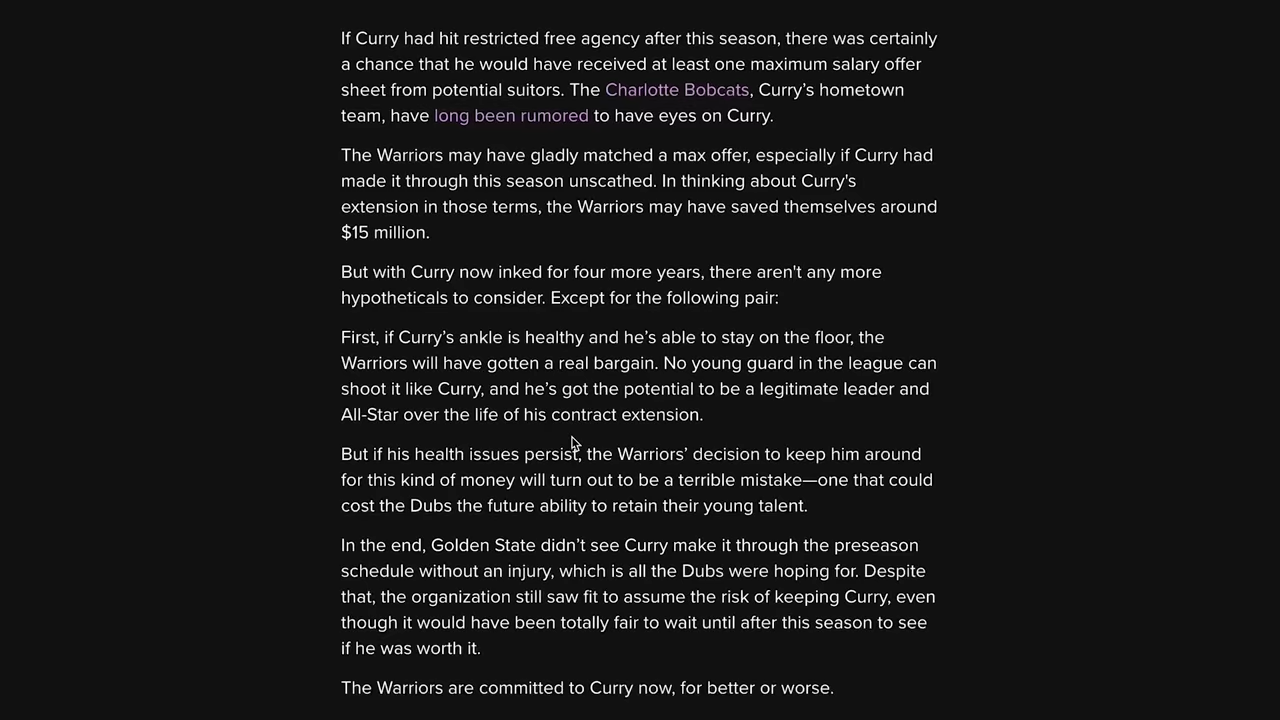 If Curry had hit restricted free agency after this season, there was certainly
a chance that he would have received at least one maximum salary offer
sheet from potential suitors. The Charlotte Bobcats, Curry’s hometown
team, have long been rumored to have eyes on Curry.
The Warriors may have gladly matched a max offer, especially if Curry had
made it through this season unscathed. In thinking about Curry's
extension in those terms, the Warriors may have saved themselves around
$15 million.
But with Curry now inked for four more years, there aren't any more
hypotheticals to consider. Except for the following pair:
First, if Curry’s ankle is healthy and he’s able to stay on the floor, the
Warriors will have gotten a real bargain. No young guard in the league can
shoot it like Curry, and he’s got the potential to be a legitimate leader and
All-Star over the life of his contract extension.
But if his health issues persist, the Warriors’ decision to keep him around
for this kind of money will turn out to be a terrible mistake—one that could
cost the Dubs the future ability to retain their young talent.
In the end, Golden State didn’t see Curry make it through the preseason
schedule without an injury, which is all the Dubs were hoping for. Despite
that, the organization still saw fit to assume the risk of keeping Curry, even
though it would have been totally fair to wait until after this season to see
if he was worth it.
The Warriors are committed to Curry now, for better or worse.